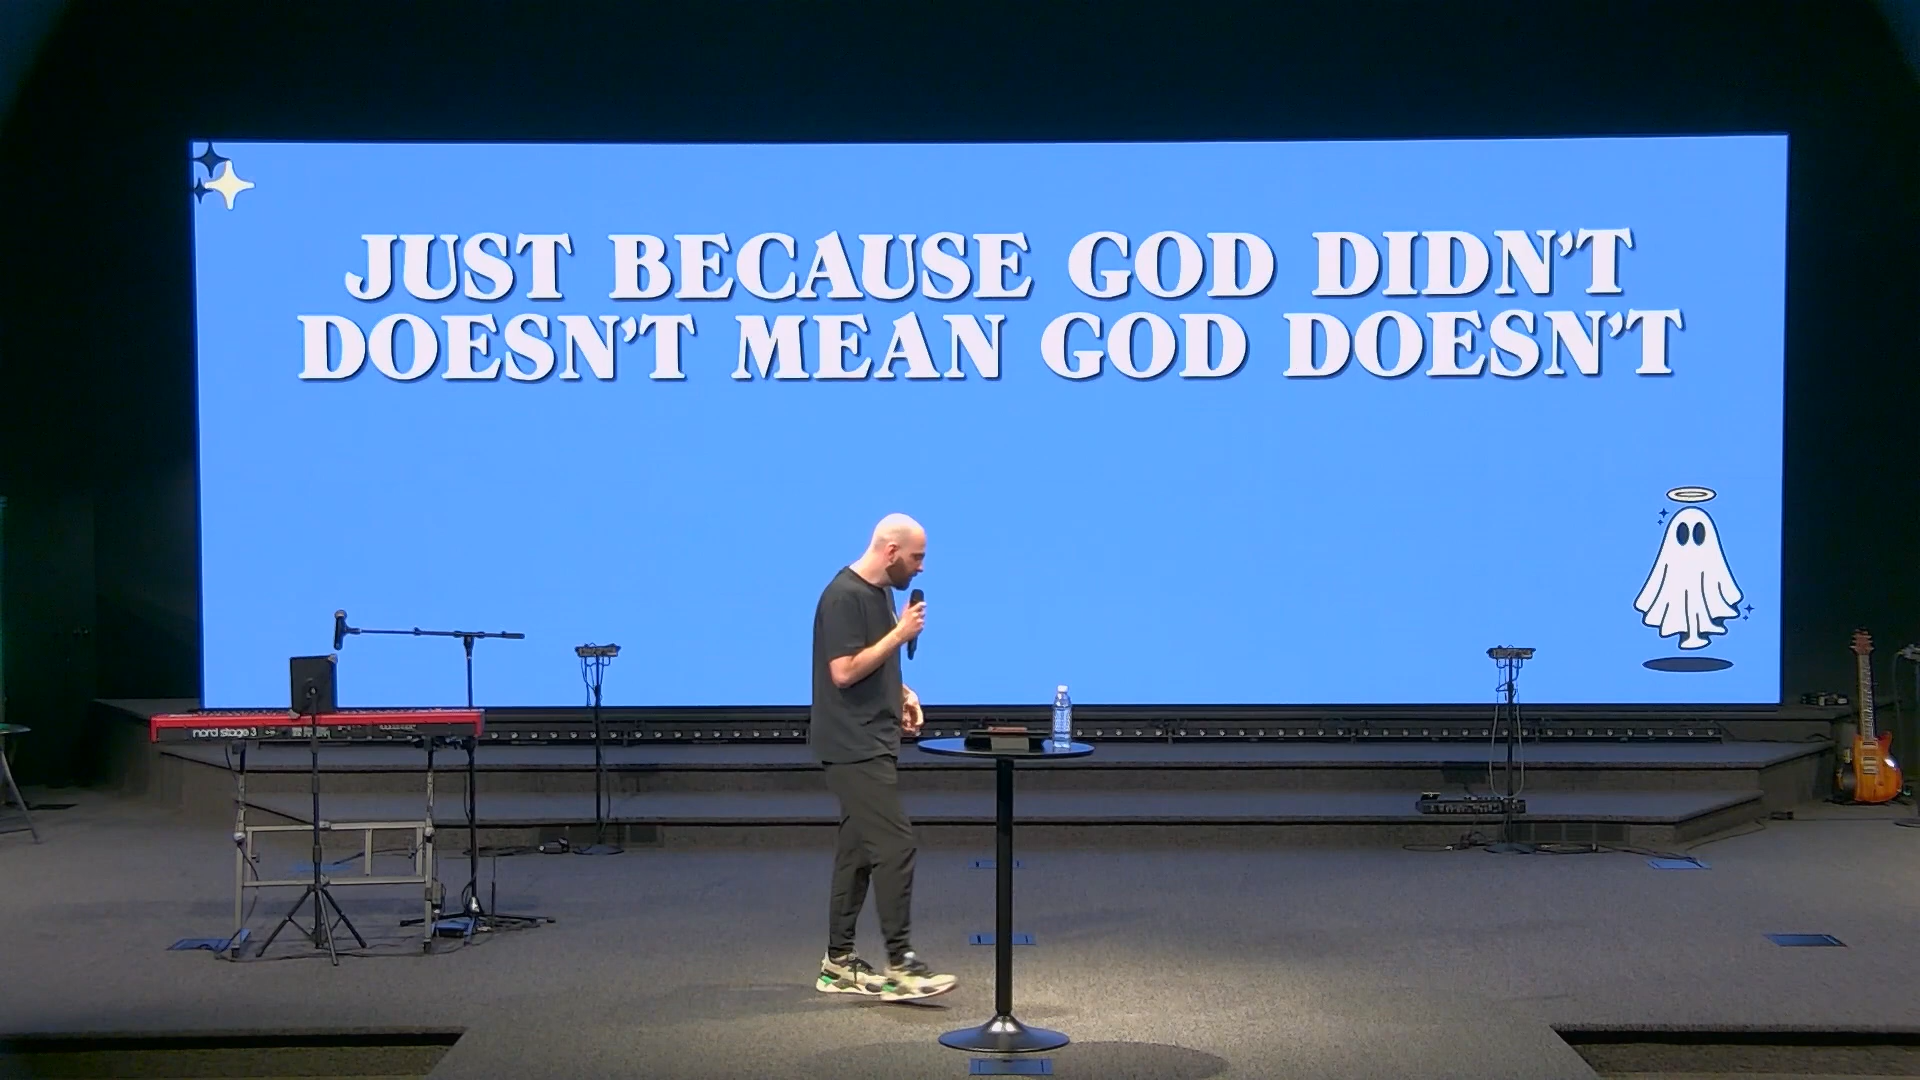 JUST BECAUSE GOD DIDN'T
DOESN'T MEAN GOD DOESN'T
nord stage 3